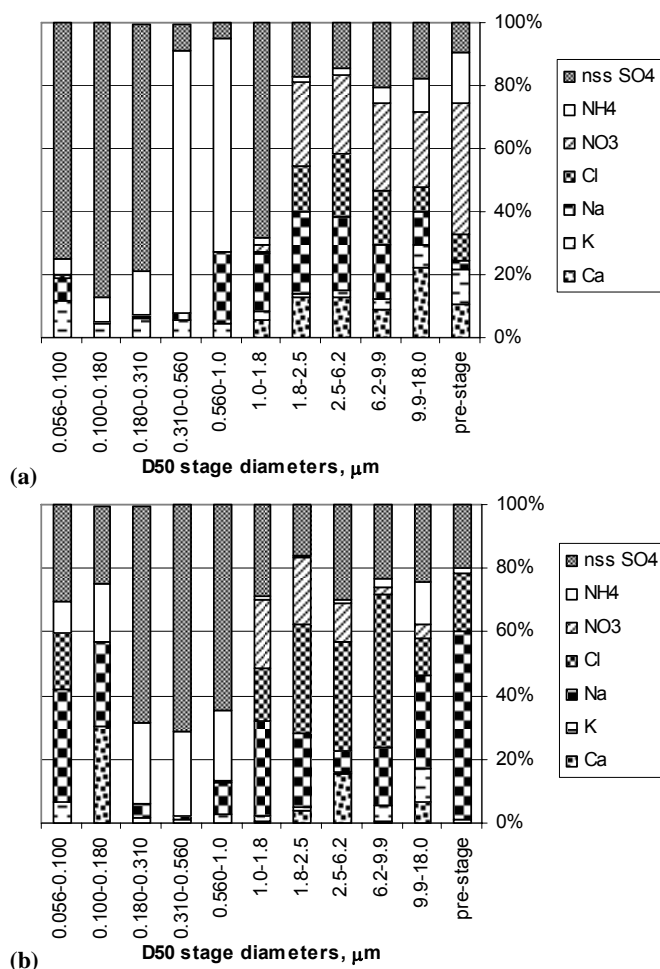 100%
80%
60%
40%
20%
0%
nss SO4
NH4
NO3
Cl
Na
K
Ca
0.056-0.100
0.100-0.180
0.180-0.310
0.310-0.560
0.560-1.0
1.0-1.8
1.8-2.5
2.5-6.2
6.2-9.9
9.9-18.0
pre-stage
D50 stage diameters, μm
(a)
100%
80%
60%
40%
20%
0%
nss SO4
NH4
NO3
Cl
Na
K
Ca
0.056-0.100
0.100-0.180
0.180-0.310
0.310-0.560
0.560-1.0
1.0-1.8
1.8-2.5
2.5-6.2
6.2-9.9
9.9-18.0
pre-stage
D50 stage diameters, μm
(b)